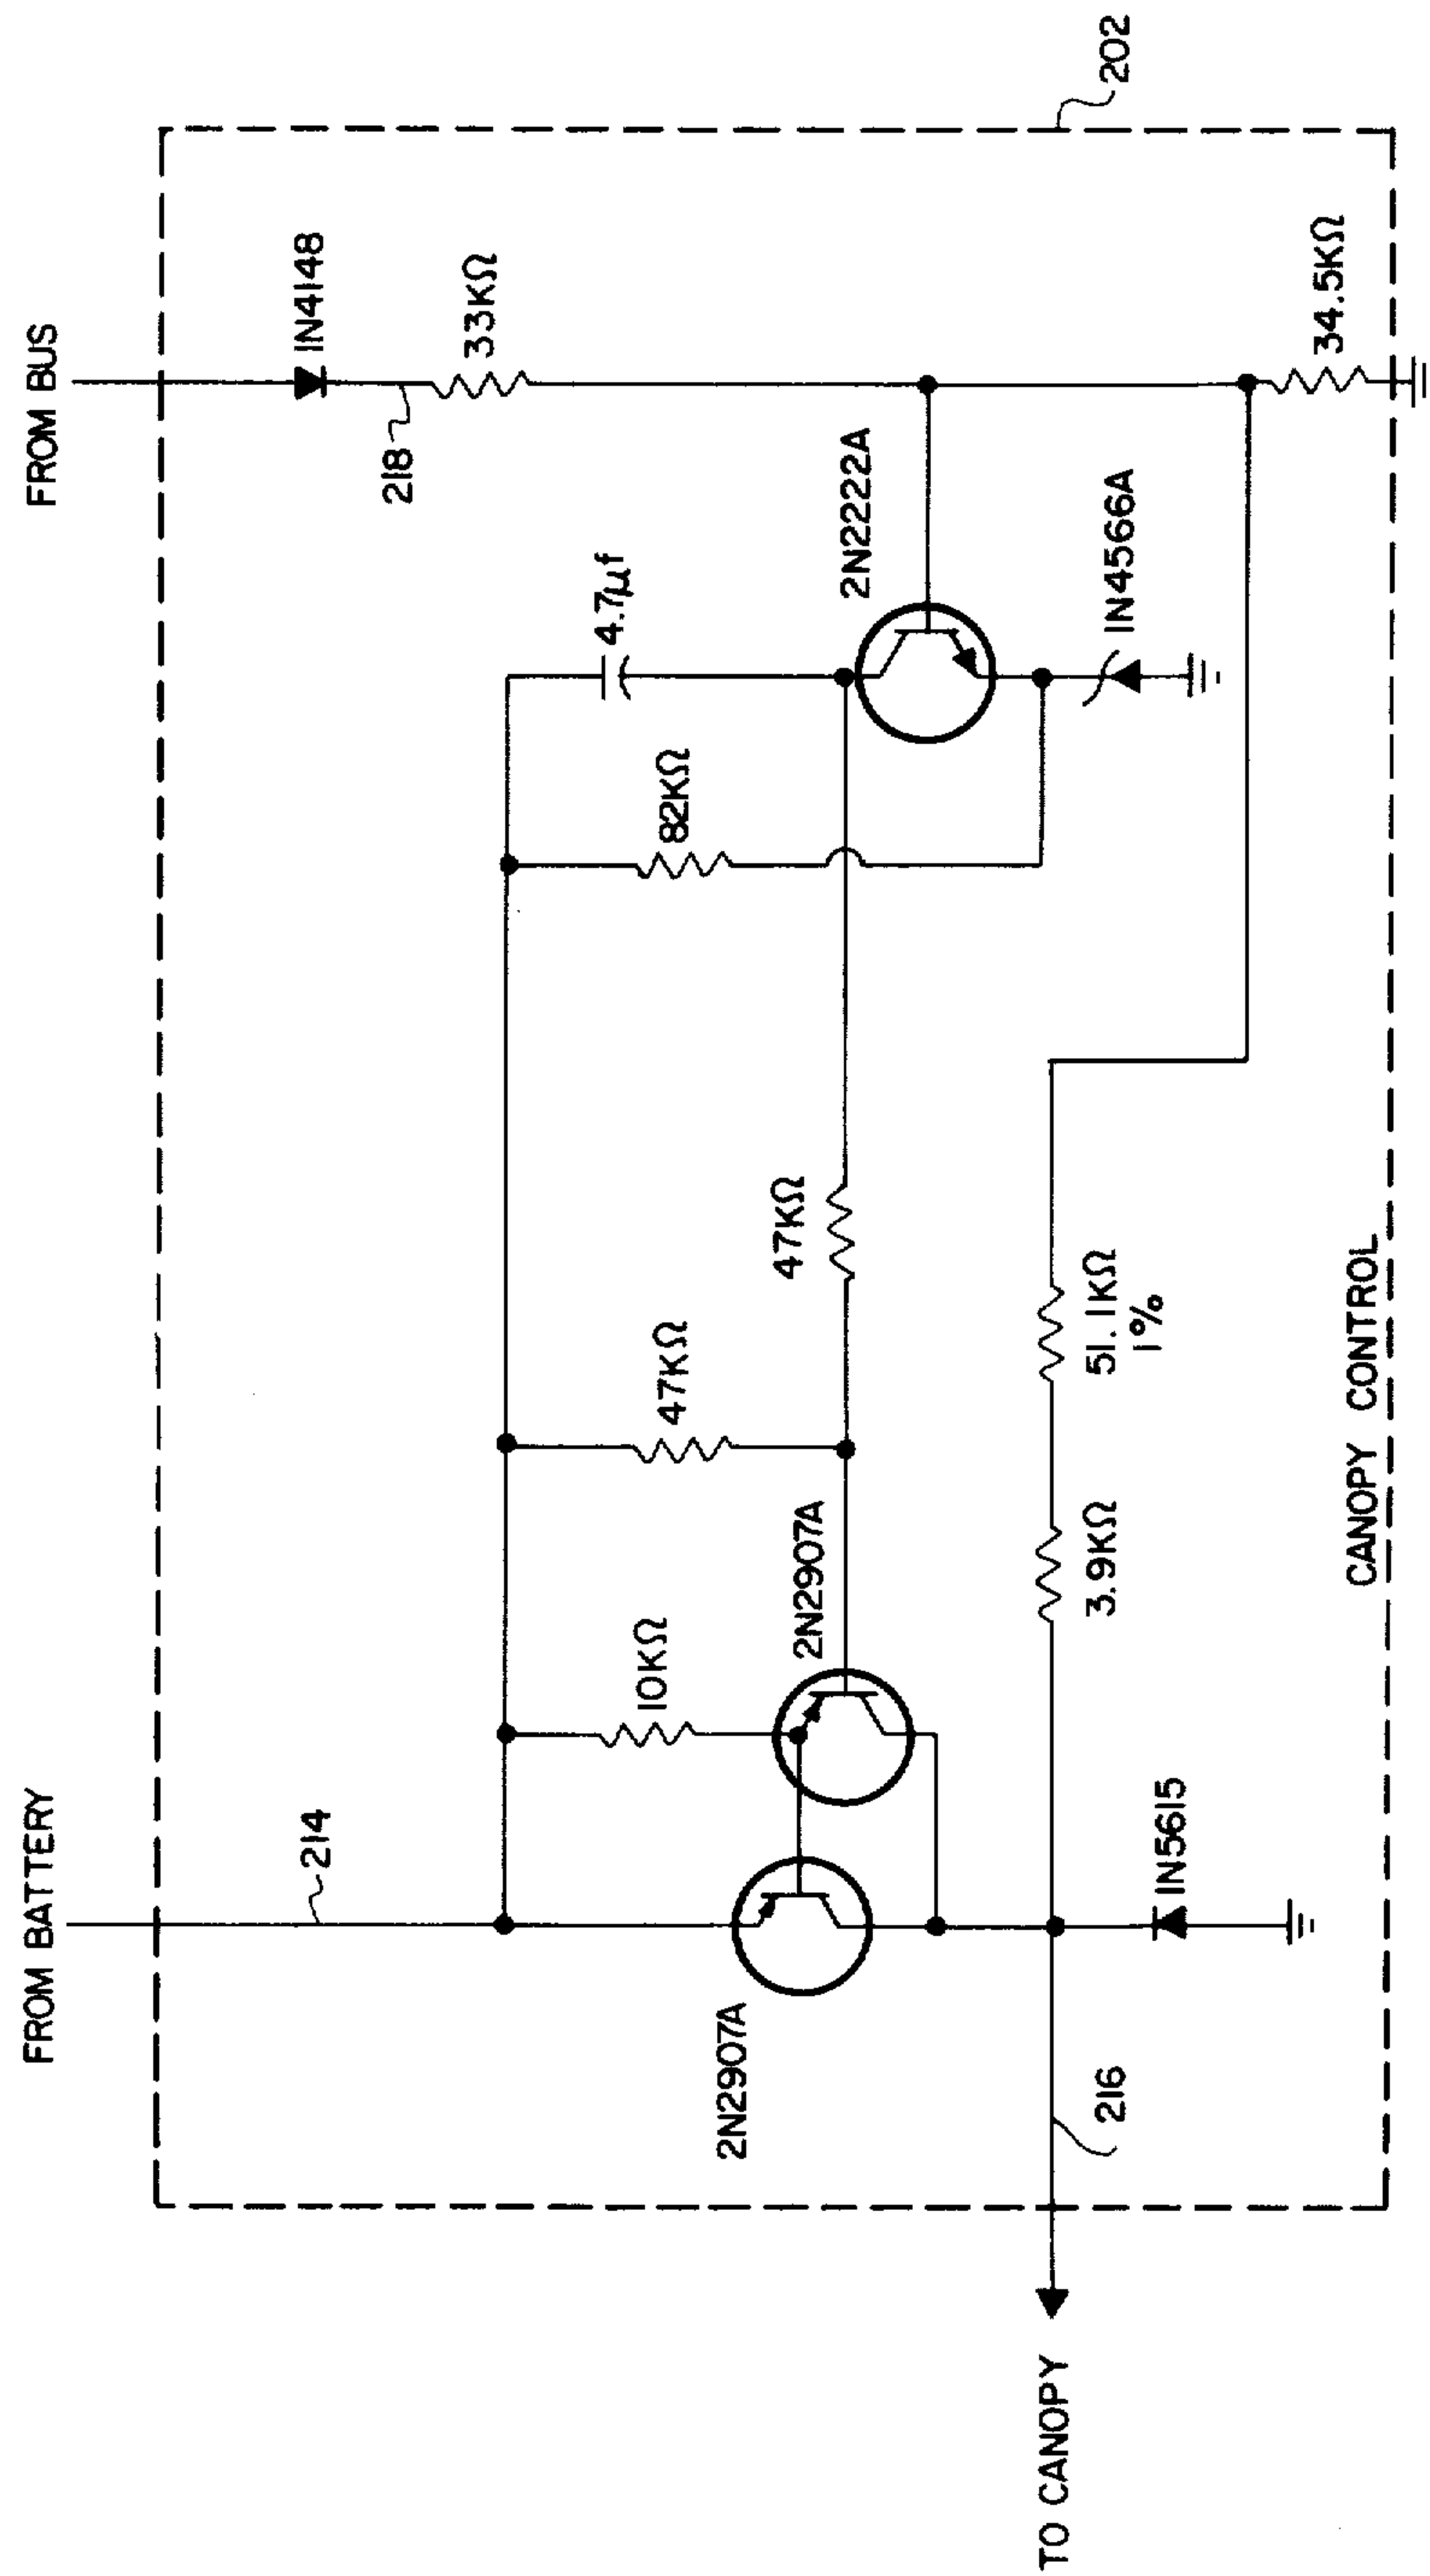 FROM BATTERY
214
FROM BUS
IN4148
218
33KΩ
4.7µf
82KΩ
47KΩ
10KΩ
47KΩ
2N2222A
2N2907A
2N2907A
IN4566A
51.1KΩ
1%
3.9KΩ
34.5KΩ
IN5615
216
TO CANOPY
CANOPY CONTROL
202